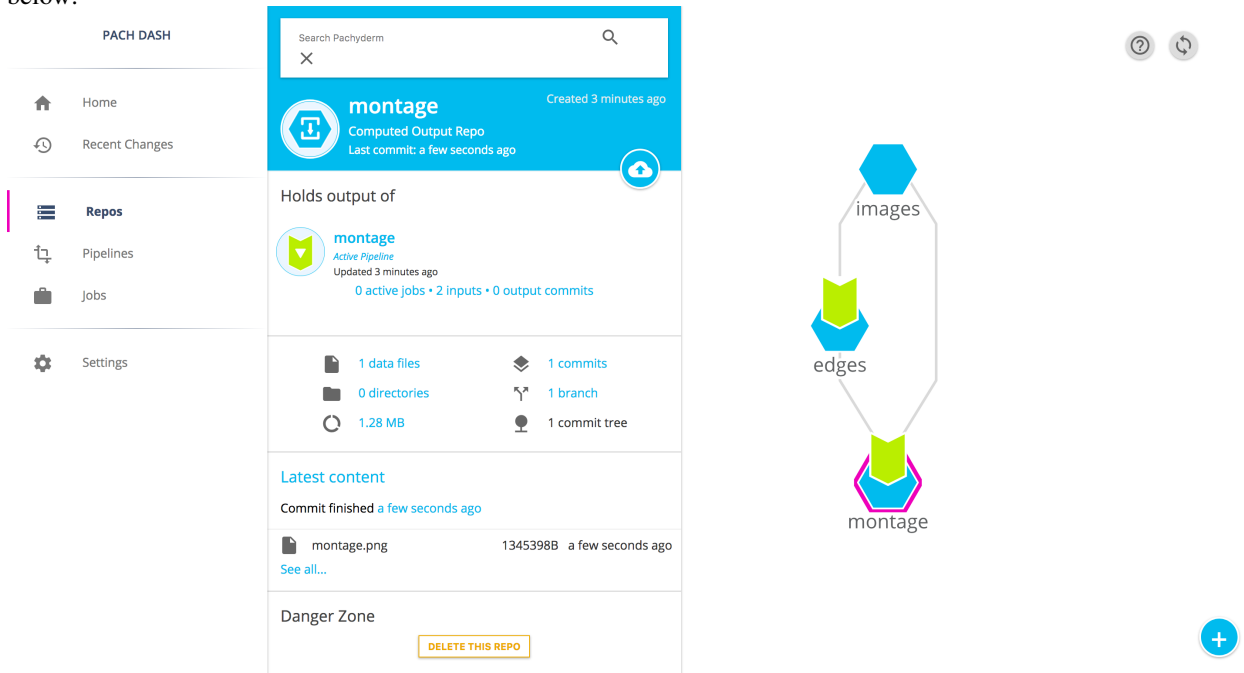 below:
PACH DASH
Home
Recent Changes
Repos
Pipelines
Jobs
Settings
Search Pachyderm
montage
Created 3 minutes ago
Computed Output Repo
Last commit: a few seconds ago
Holds output of
montage
Active Pipeline
Updated 3 minutes ago
0 active jobs • 2 inputs • 0 output commits
1 data files
1 commits
0 directories
1 branch
1.28 MB
1 commit tree
Latest content
Commit finished a few seconds ago
montage.png 1345398B a few seconds ago
See all...
Danger Zone
DELETE THIS REPO
images
edges
montage